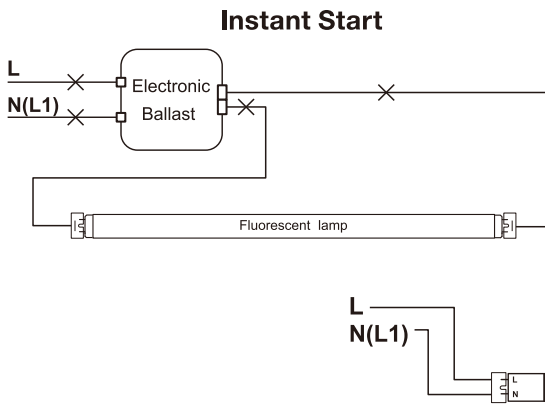 Instant Start
L
N(L1)
Electronic
Ballast
Fluorescent lamp
L
N(L1)
L
N